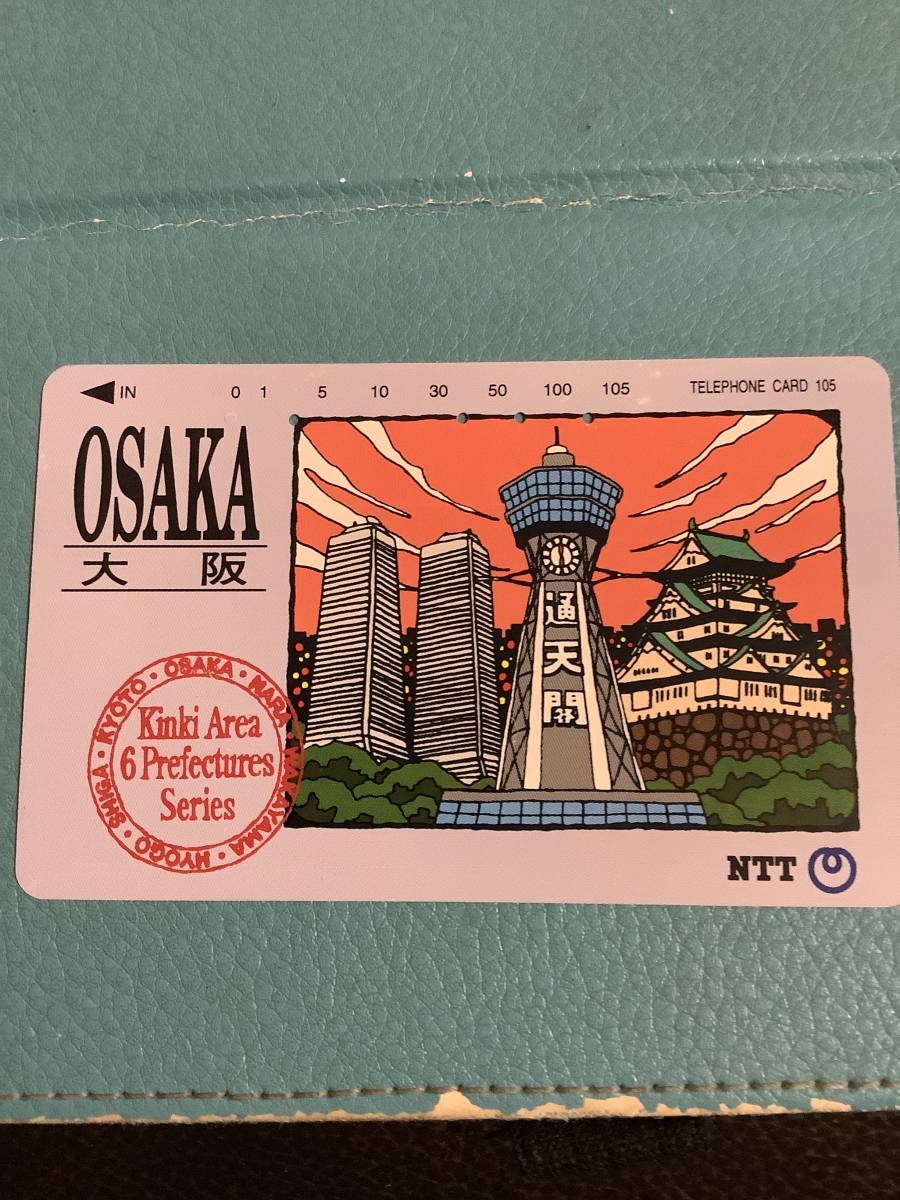 IN 0 1 5 10 30 50 100 105 TELEPHONE CARD 105
OSAKA
大阪
通天閣
KYOTO・OSAKA・NARA・WAKAYAMA・HYOGO・SHIGA・
Kinki Area
6 Prefectures
Series
NTT